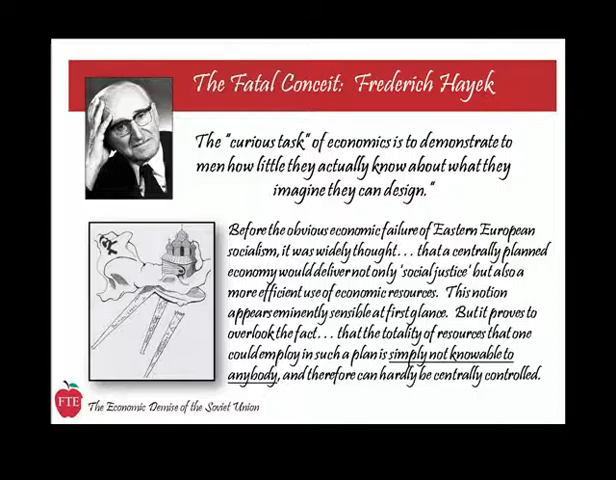 The Fatal Conceit: Frederich Hayek
The "curious task" of economics is to demonstrate to
men how little they actually know about what they
imagine they can design."
Before the obvious economic failure of Eastern European
socialism, it was widely thought... that a centrally planned
economy would deliver not only 'social justice' but also a
more efficient use of economic resources. This notion
appears eminently sensible at first glance. But it proves to
overlook the fact... that the totality of resources that one
could employ in such a plan is simply not knowable to
anybody, and therefore can hardly be centrally controlled.
FTE
The Economic Demise of the Soviet Union